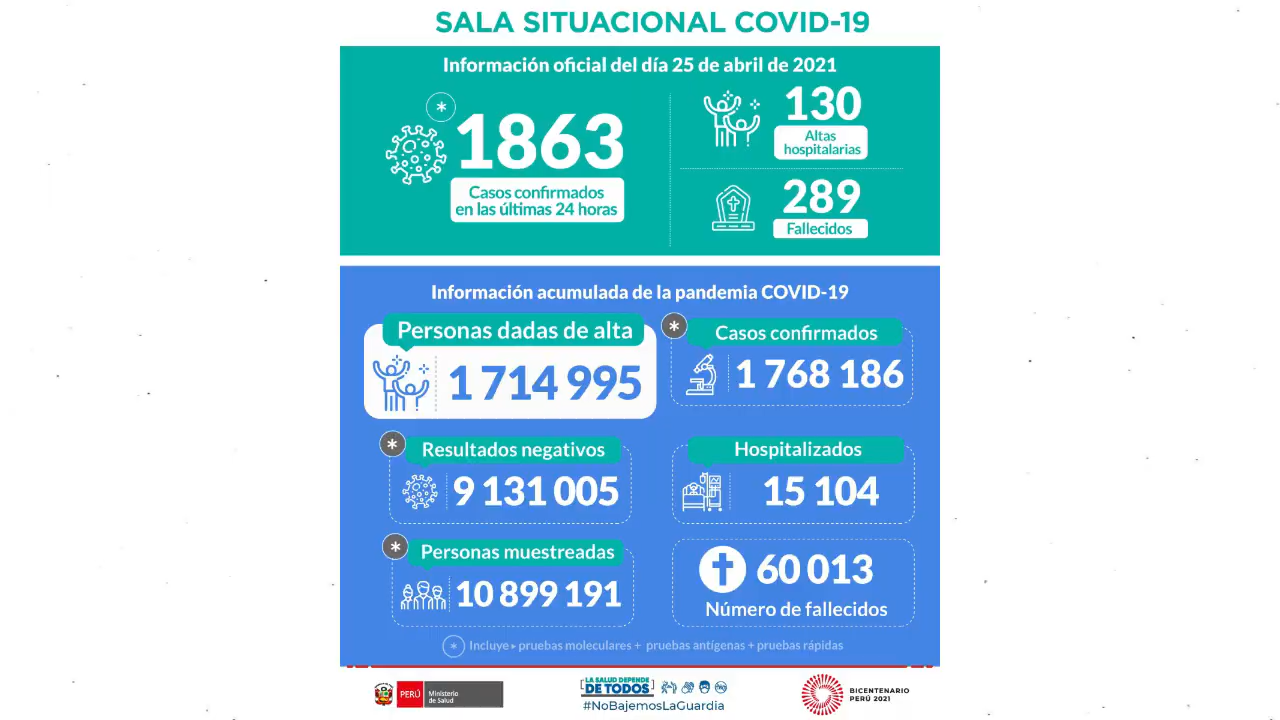 SALA SITUACIONAL COVID-19
Información oficial del día 25 de abril de 2021
*
1863
Casos confirmados
en las últimas 24 horas
130
Altas
hospitalarias
289
Fallecidos
Información acumulada de la pandemia COVID-19
Personas dadas de alta
1 714 995
*
Casos confirmados
1 768 186
*
Resultados negativos
9 131 005
Hospitalizados
15 104
*
Personas muestreadas
10 899 191
60 013
Número de fallecidos
* Incluye ▸ pruebas moleculares + pruebas antígenas + pruebas rápidas
PERÚ
Ministerio
de Salud
LA SALUD DEPENDE
DE TODOS
#NoBajemosLaGuardia
BICENTENARIO
PERÚ 2021